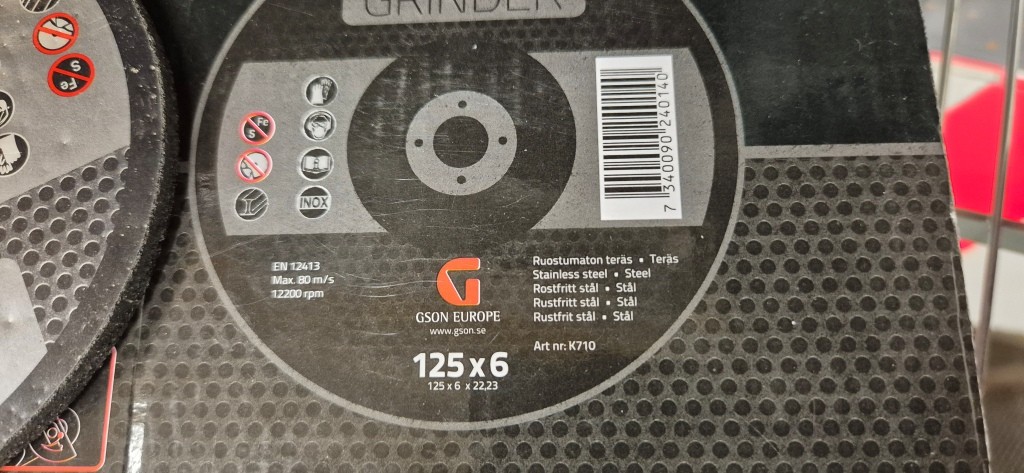 GRINDER
Fe
S
Fe
S
INOX
7 340090 240140
EN 12413
Max. 80 m/s
12200 rpm
G
GSON EUROPE
www.gson.se
125 x 6
125 x 6 x 22,23
Ruostumaton teräs • Teräs
Stainless steel • Steel
Rostfritt stål • Stål
Rustfritt stål • Stål
Rustfrit stål • Stål
Art nr: K710